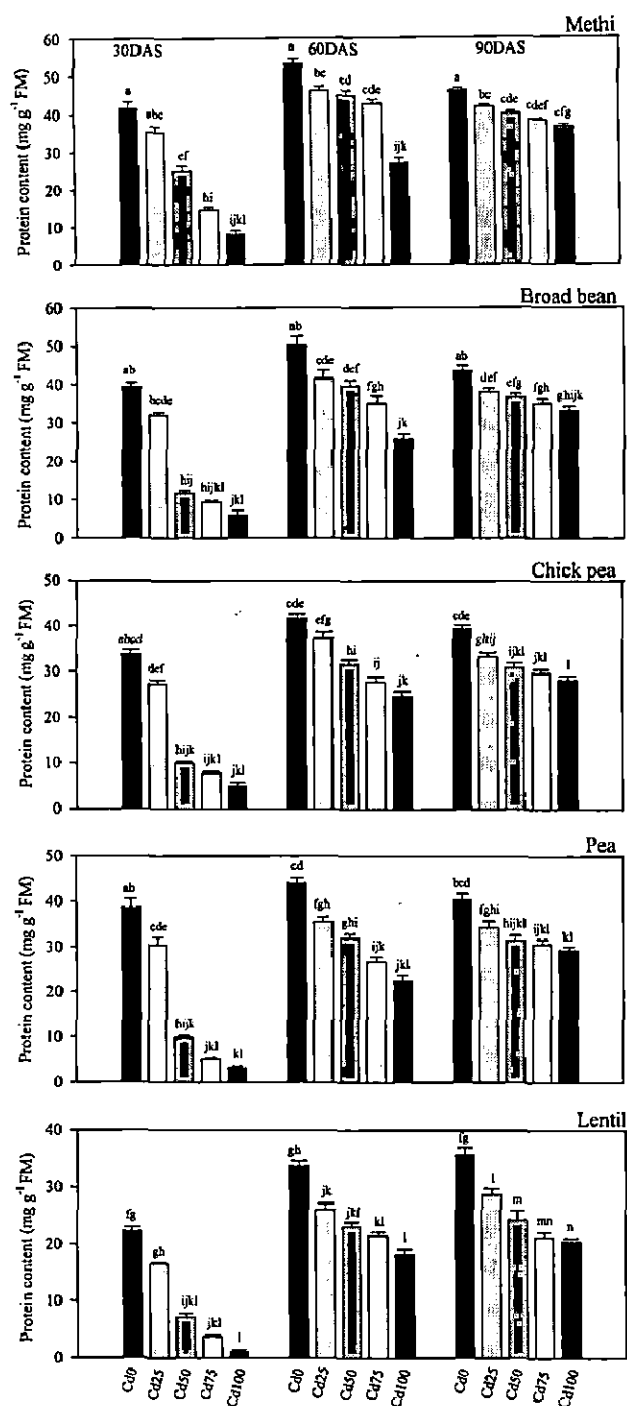 Methi
30DAS 60DAS 90DAS
Protein content (mg g⁻¹ FM)
60
50
40
30
20
10
0
a abc ef hi ijkl
a bc cd cde ijk
a bc cde cdef efg
Broad bean
Protein content (mg g⁻¹ FM)
60
50
40
30
20
10
0
ab bcde hij hijkl jkl
ab cde def fgh jk
ab def efg fgh ghijk
Chick pea
Protein content (mg g⁻¹ FM)
50
40
30
20
10
0
abcd def hijk ijkl jkl
cde efg hi ij jk
cde ghij ijkl jkl l
Pea
Protein content (mg g⁻¹ FM)
50
40
30
20
10
0
ab cde hijk jkl kl
cd fgh ghi ijk jkl
bcd fghi hijkl ijkl kl
Lentil
Protein content (mg g⁻¹ FM)
40
30
20
10
0
fg gh ijkl jkl l
gh jk jkl kl l
fg m mn n
Cd0 Cd25 Cd50 Cd75 Cd100 Cd0 Cd25 Cd50 Cd75 Cd100 Cd0 Cd25 Cd50 Cd75 Cd100